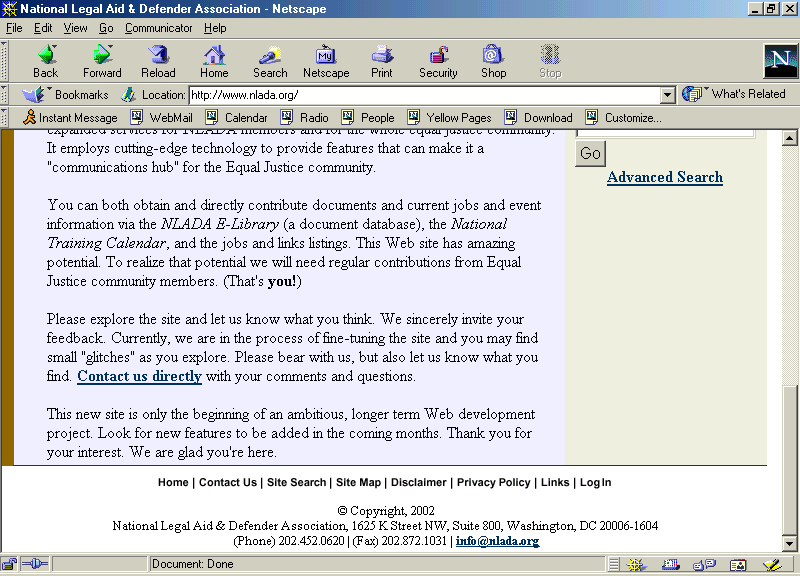 National Legal Aid & Defender Association - Netscape
File Edit View Go Communicator Help
Back Forward Reload Home Search Netscape Print Security Shop Stop
My
N
Bookmarks Location: http://www.nlada.org/ What's Related
Instant Message WebMail Calendar Radio People Yellow Pages Download Customize...
expanded services for NLADA members and for the whole equal justice community.
It employs cutting-edge technology to provide features that can make it a
"communications hub" for the Equal Justice community.
You can both obtain and directly contribute documents and current jobs and event
information via the NLADA E-Library (a document database), the National
Training Calendar, and the jobs and links listings. This Web site has amazing
potential. To realize that potential we will need regular contributions from Equal
Justice community members. (That's you!)
Please explore the site and let us know what you think. We sincerely invite your
feedback. Currently, we are in the process of fine-tuning the site and you may find
small "glitches" as you explore. Please bear with us, but also let us know what you
find. Contact us directly with your comments and questions.
This new site is only the beginning of an ambitious, longer term Web development
project. Look for new features to be added in the coming months. Thank you for
your interest. We are glad you're here.
Go
Advanced Search
Home | Contact Us | Site Search | Site Map | Disclaimer | Privacy Policy | Links | Log In
© Copyright, 2002
National Legal Aid & Defender Association, 1625 K Street NW, Suite 800, Washington, DC 20006-1604
(Phone) 202.452.0620 | (Fax) 202.872.1031 | info@nlada.org
Document: Done